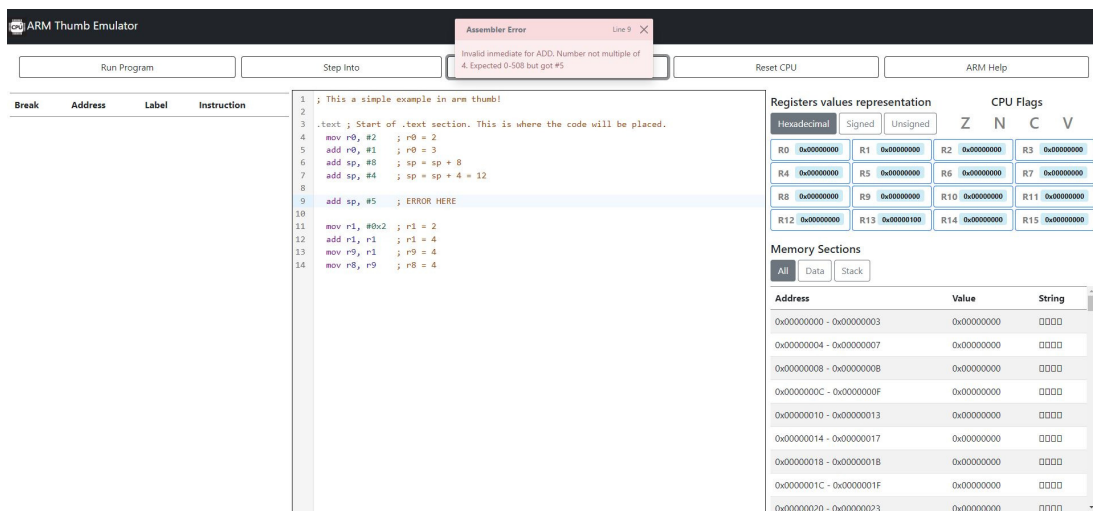 CPU ARM Thumb Emulator
Assembler Error Line 9
Invalid inmediate for ADD. Number not multiple of
4. Expected 0-508 but got #5
Run Program Step Into Reset CPU ARM Help
Break Address Label Instruction
1 ; This a simple example in arm thumb!
2
3 .text ; Start of .text section. This is where the code will be placed.
4 mov r0, #2 ; r0 = 2
5 add r0, #1 ; r0 = 3
6 add sp, #8 ; sp = sp + 8
7 add sp, #4 ; sp = sp + 4 = 12
8
9 add sp, #5 ; ERROR HERE
10
11 mov r1, #0x2 ; r1 = 2
12 add r1, r1 ; r1 = 4
13 mov r9, r1 ; r9 = 4
14 mov r8, r9 ; r8 = 4
Registers values representation CPU Flags
Hexadecimal Signed Unsigned Z N C V
R0 0x00000000 R1 0x00000000 R2 0x00000000 R3 0x00000000
R4 0x00000000 R5 0x00000000 R6 0x00000000 R7 0x00000000
R8 0x00000000 R9 0x00000000 R10 0x00000000 R11 0x00000000
R12 0x00000000 R13 0x00000100 R14 0x00000000 R15 0x00000000
Memory Sections
All Data Stack
Address Value String
0x00000000 - 0x00000003 0x00000000 □□□□
0x00000004 - 0x00000007 0x00000000 □□□□
0x00000008 - 0x0000000B 0x00000000 □□□□
0x0000000C - 0x0000000F 0x00000000 □□□□
0x00000010 - 0x00000013 0x00000000 □□□□
0x00000014 - 0x00000017 0x00000000 □□□□
0x00000018 - 0x0000001B 0x00000000 □□□□
0x0000001C - 0x0000001F 0x00000000 □□□□
0x00000020 - 0x00000023 0x00000000 □□□□